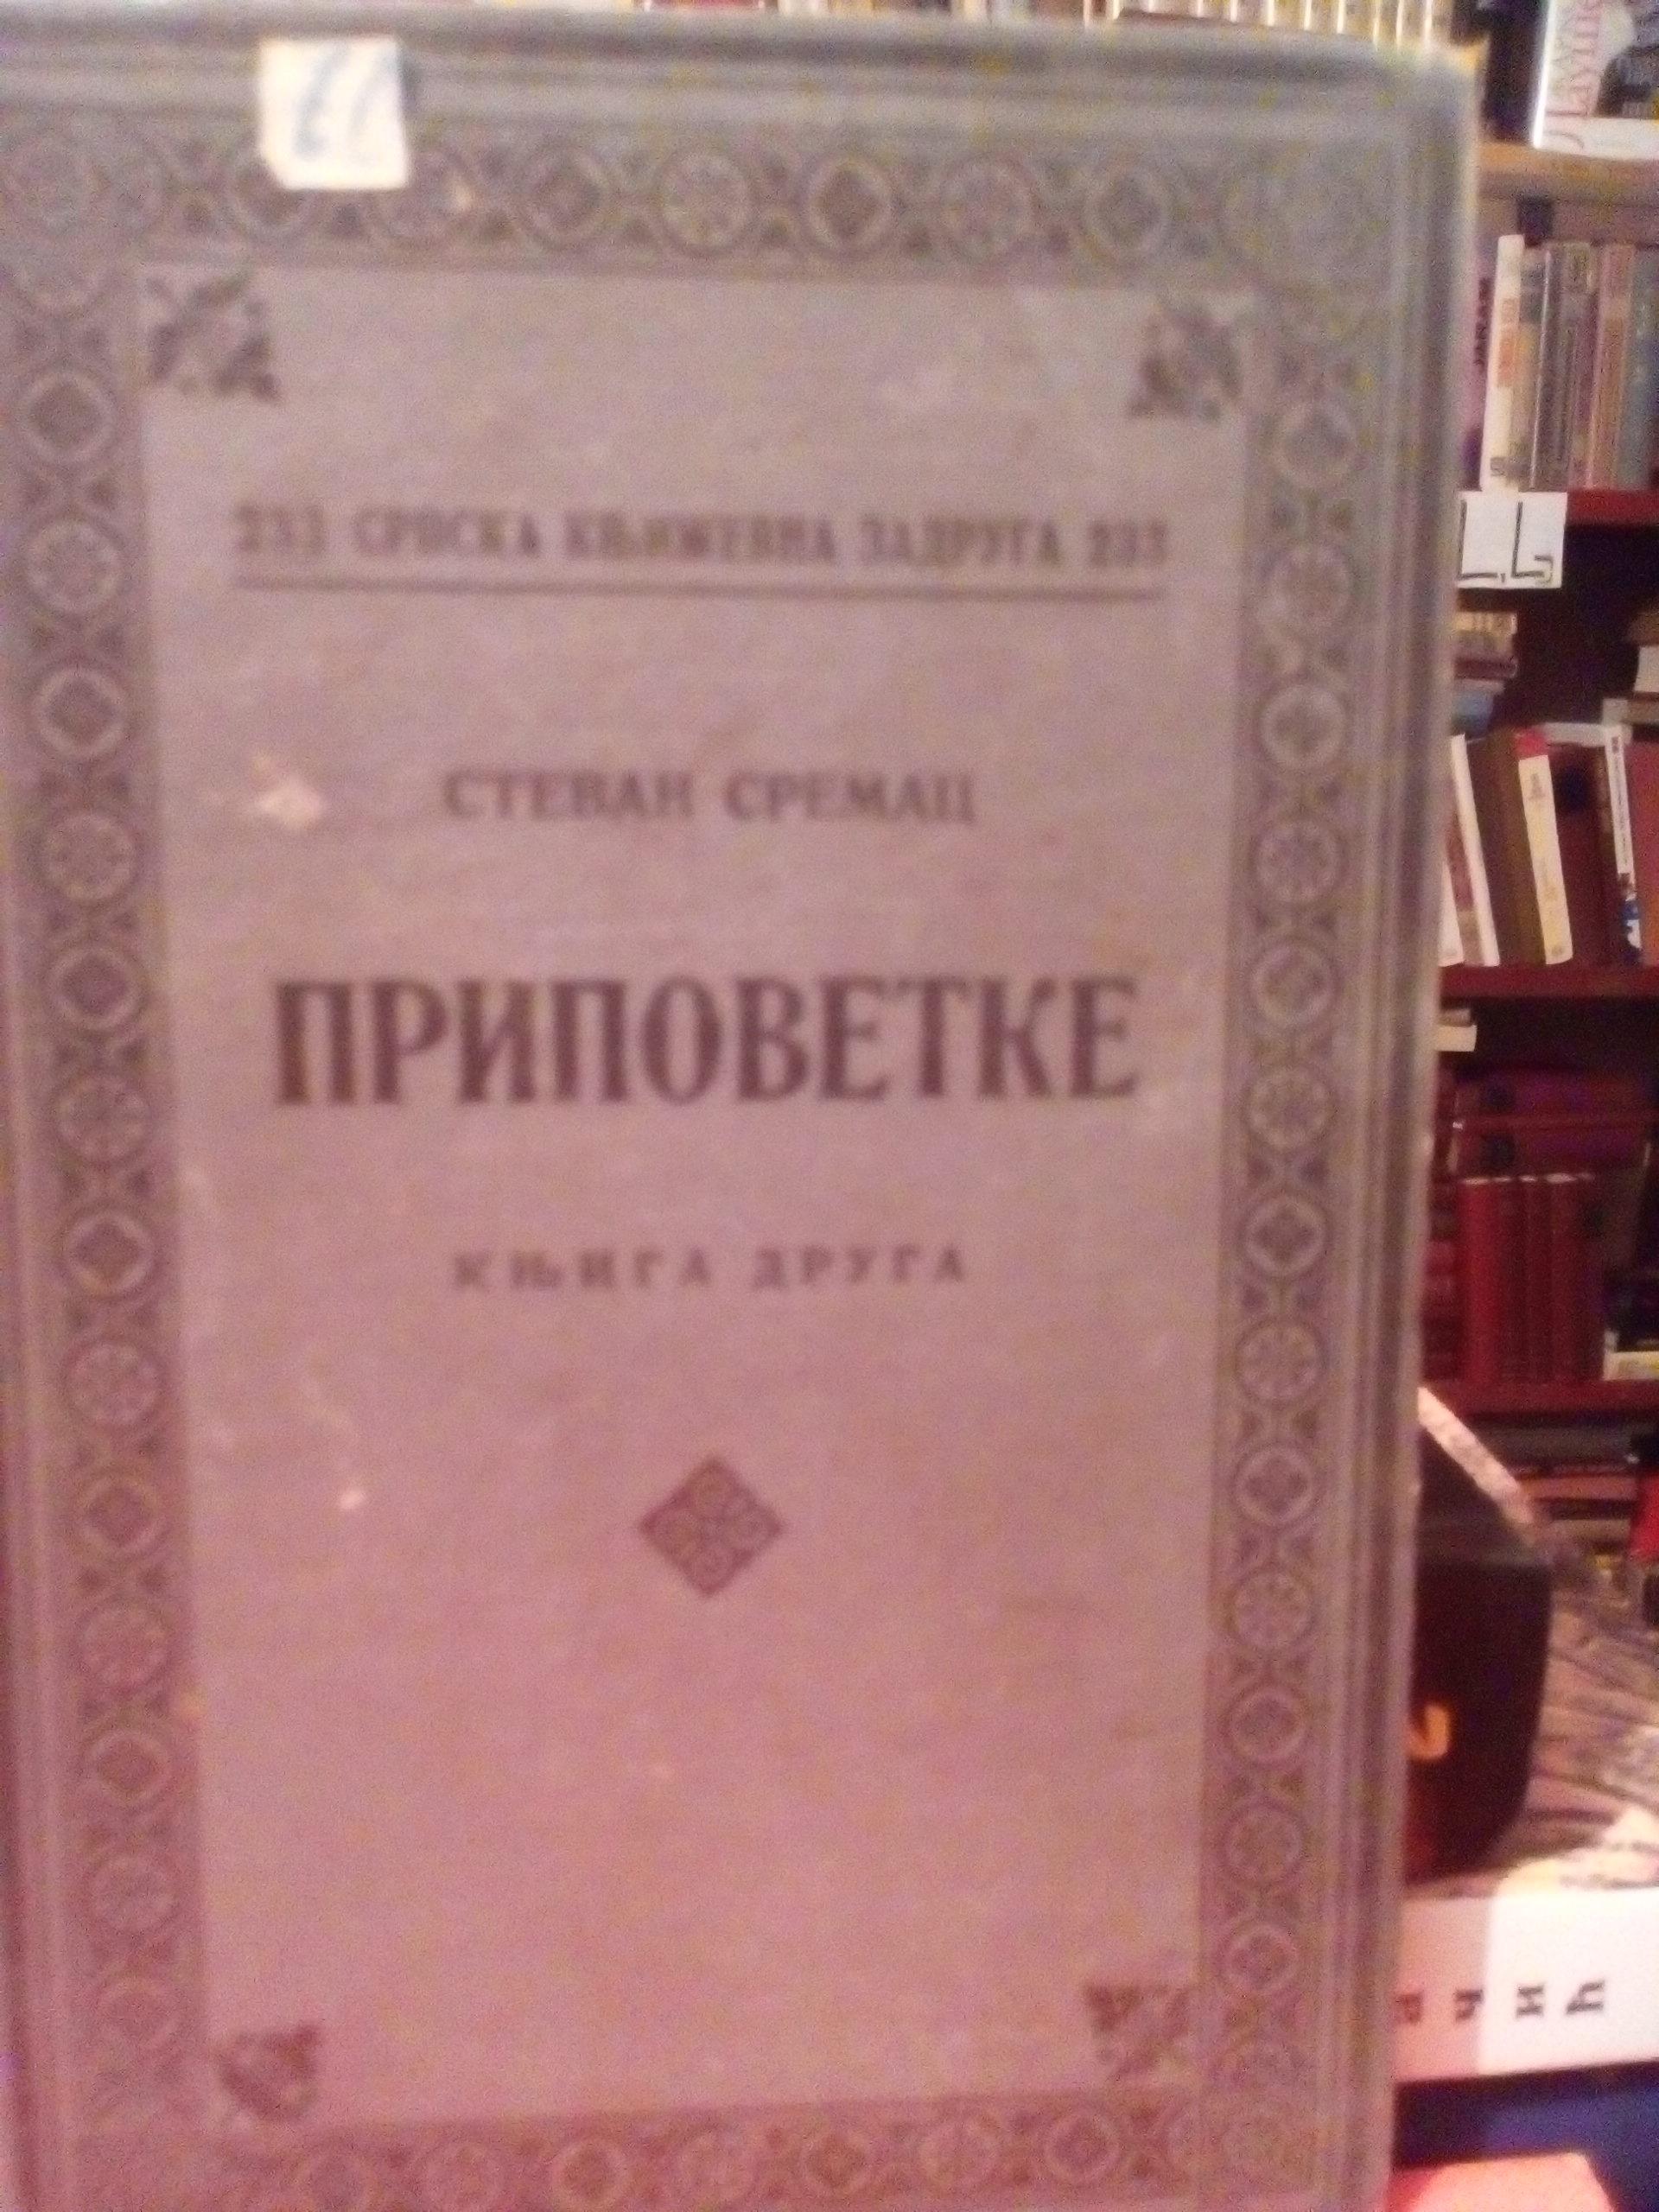 233 СРПСКА КЊИЖЕВНА ЗАДРУГА 233
СТЕВАН СРЕМАЦ
ПРИПОВЕТКЕ
КЊИГА ДРУГА